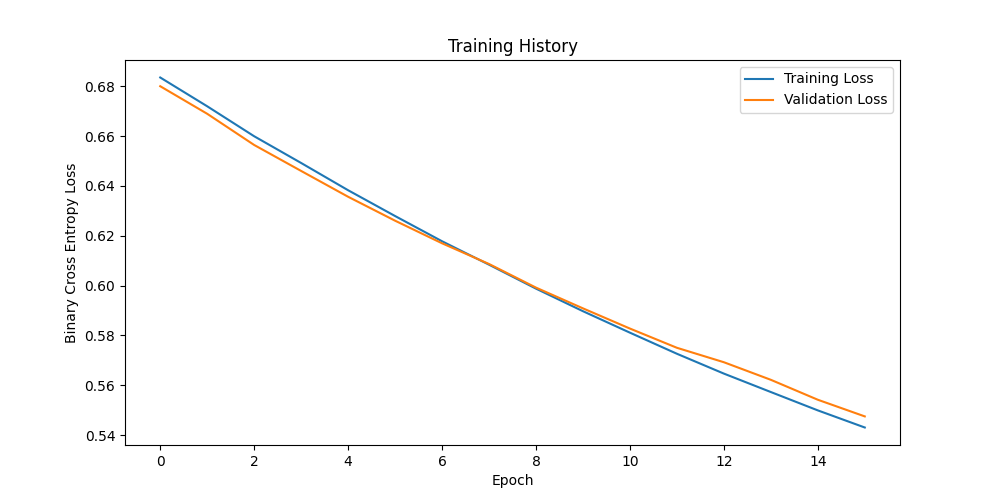 Training History
Training Loss
Validation Loss
Binary Cross Entropy Loss
0.68
0.66
0.64
0.62
0.60
0.58
0.56
0.54
0 2 4 6 8 10 12 14
Epoch